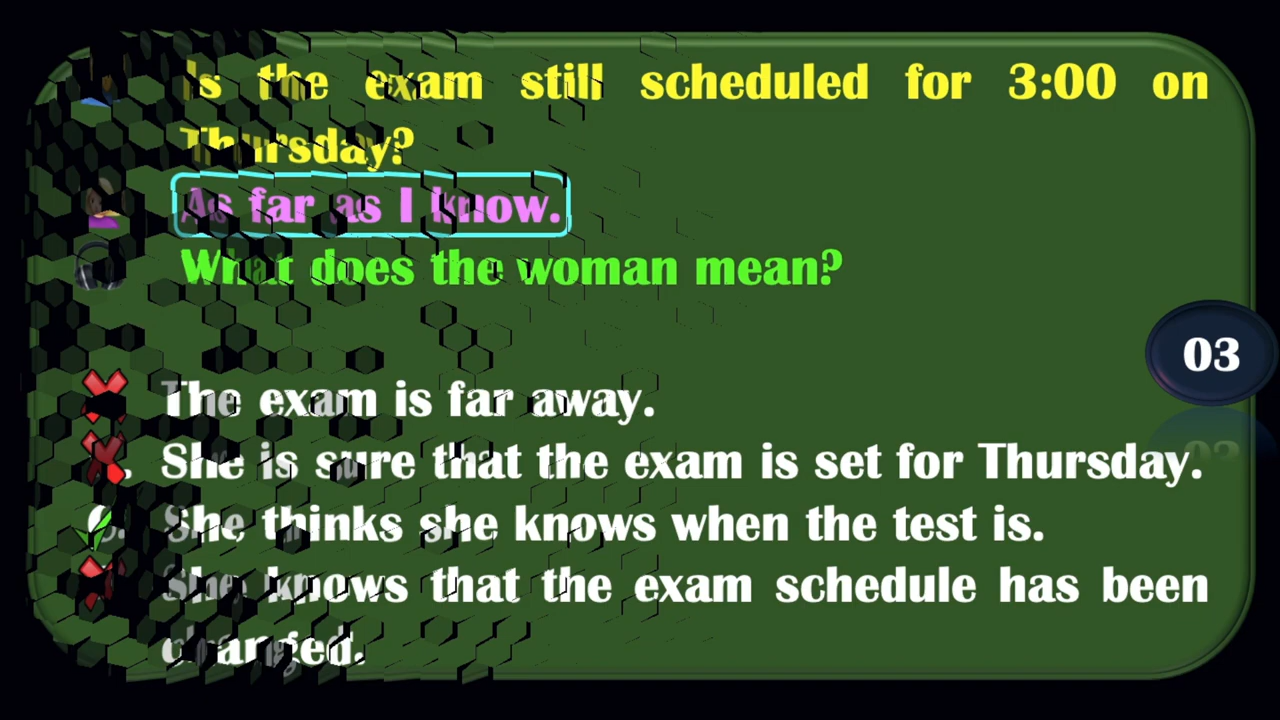 Is the exam still scheduled for 3:00 on
Thursday?
As far as I know.
What does the woman mean?
03
The exam is far away.
She is sure that the exam is set for Thursday.
C. She thinks she knows when the test is.
She knows that the exam schedule has been
changed.